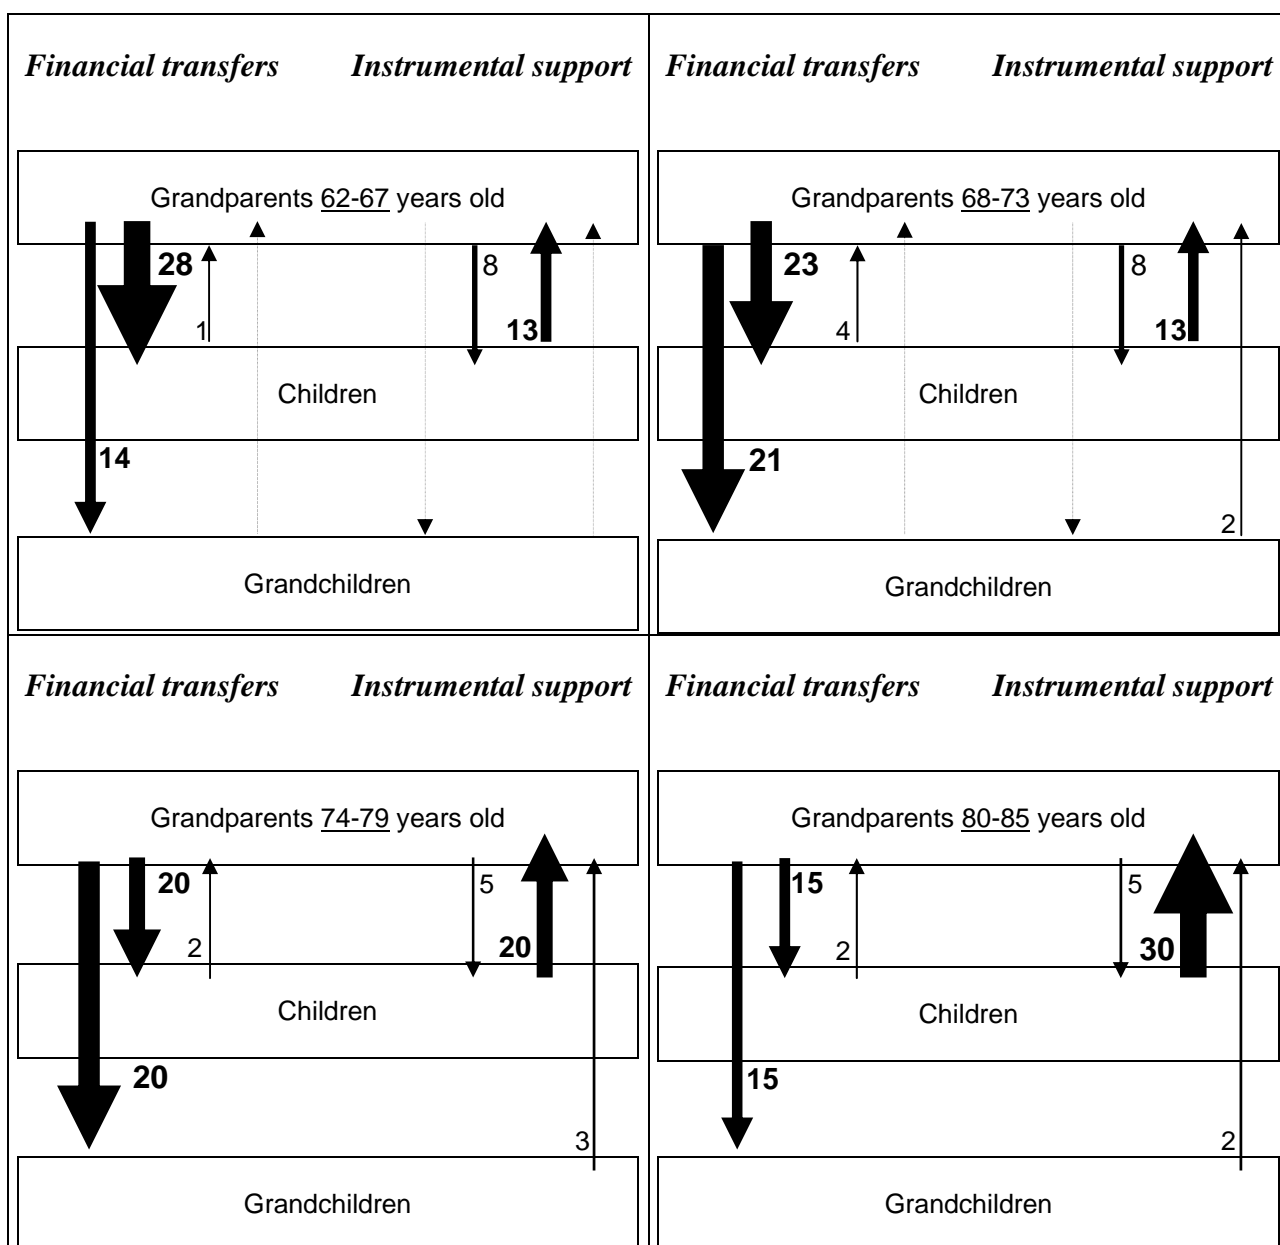 Financial transfers Instrumental support
Grandparents 62-67 years old
28 8
1 13
Children
14
Grandchildren
Financial transfers Instrumental support
Grandparents 68-73 years old
23 8
4 13
Children
21
2
Grandchildren
Financial transfers Instrumental support
Grandparents 74-79 years old
20 5
2 20
Children
20
3
Grandchildren
Financial transfers Instrumental support
Grandparents 80-85 years old
15 5
2 30
Children
15
2
Grandchildren